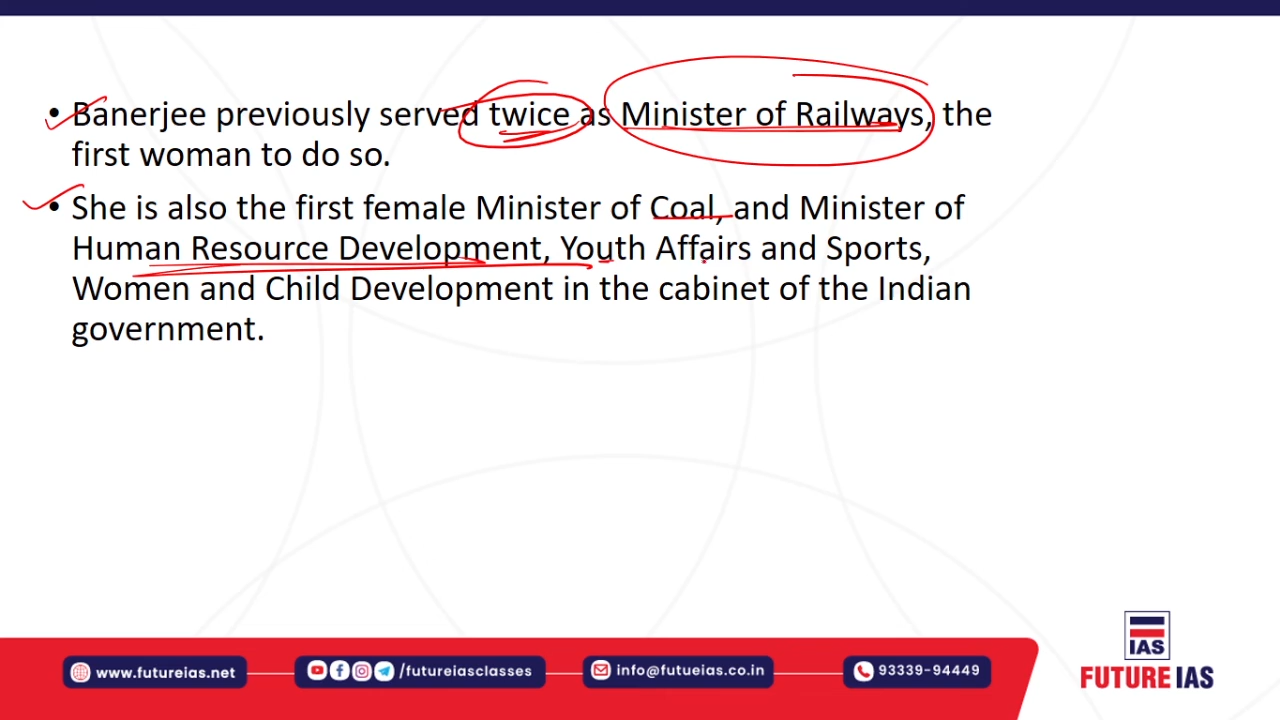 • Banerjee previously served twice as Minister of Railways, the
first woman to do so.
• She is also the first female Minister of Coal, and Minister of
Human Resource Development, Youth Affairs and Sports,
Women and Child Development in the cabinet of the Indian
government.
IAS
FUTURE IAS
www.futureias.net
/futureiasclasses
info@futueias.co.in
93339-94449